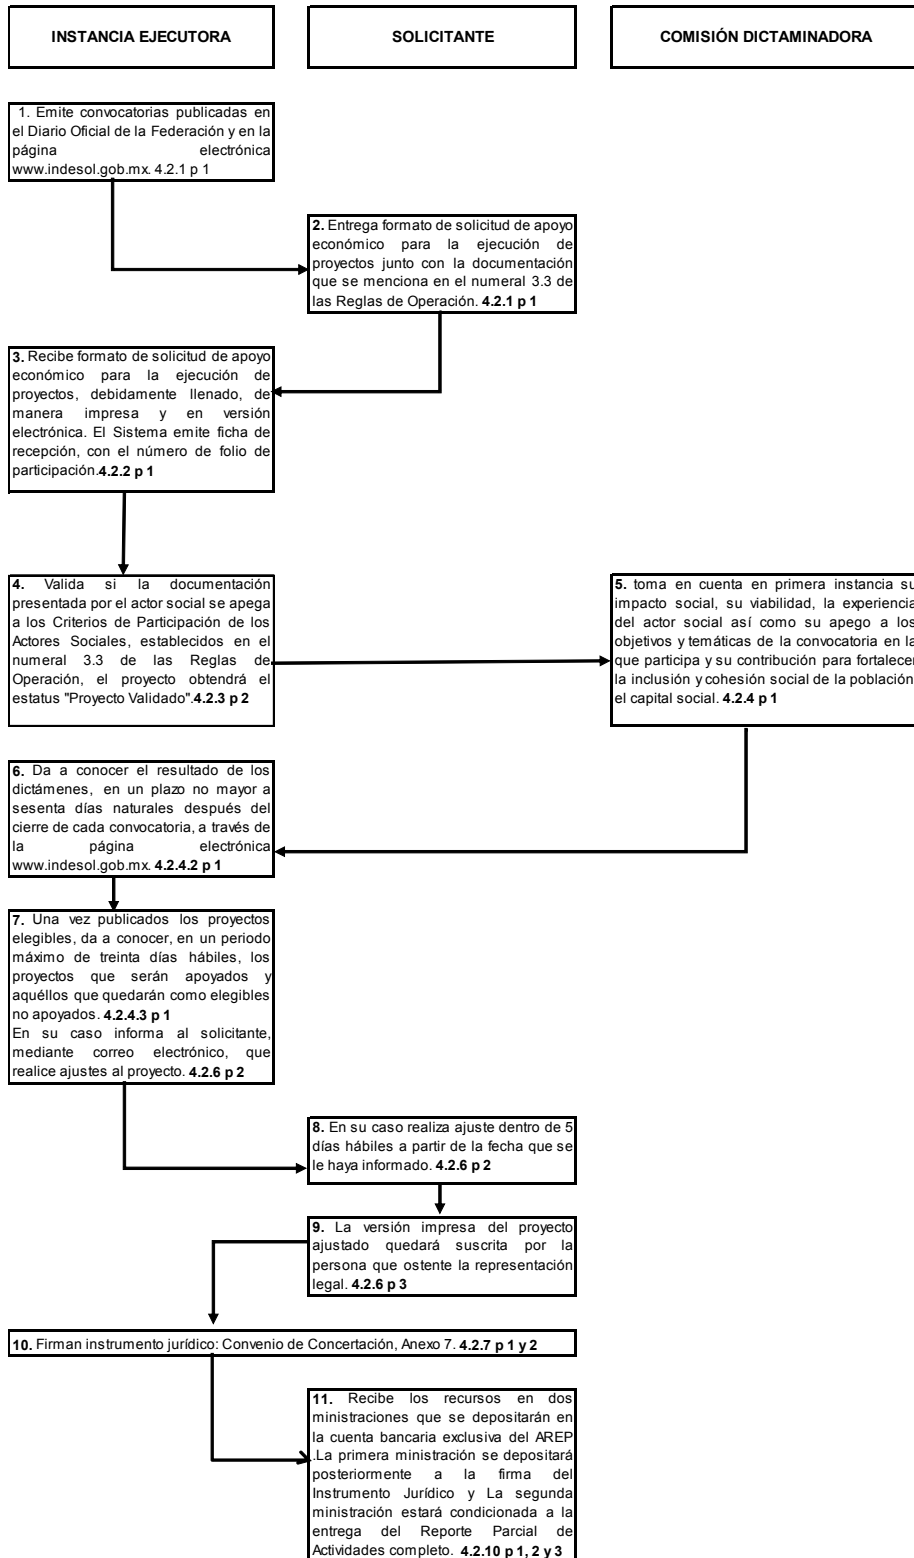 INSTANCIA EJECUTORA
SOLICITANTE
COMISIÓN DICTAMINADORA
1. Emite convocatorias publicadas en
el Diario Oficial de la Federación y en la
página electrónica
www.indesol.gob.mx. 4.2.1 p 1
2. Entrega formato de solicitud de apoyo
económico para la ejecución de
proyectos junto con la documentación
que se menciona en el numeral 3.3 de
las Reglas de Operación. 4.2.1 p 1
3. Recibe formato de solicitud de apoyo
económico para la ejecución de
proyectos, debidamente llenado, de
manera impresa y en versión
electrónica. El Sistema emite ficha de
recepción, con el número de folio de
participación.4.2.2 p 1
4. Valida si la documentación
presentada por el actor social se apega
a los Criterios de Participación de los
Actores Sociales, establecidos en el
numeral 3.3 de las Reglas de
Operación, el proyecto obtendrá el
estatus "Proyecto Validado".4.2.3 p 2
5. toma en cuenta en primera instancia su
impacto social, su viabilidad, la experiencia
del actor social así como su apego a los
objetivos y temáticas de la convocatoria en la
que participa y su contribución para fortalecer
la inclusión y cohesión social de la población
el capital social. 4.2.4 p 1
6. Da a conocer el resultado de los
dictámenes, en un plazo no mayor a
sesenta días naturales después del
cierre de cada convocatoria, a través de
la página electrónica
www.indesol.gob.mx. 4.2.4.2 p 1
7. Una vez publicados los proyectos
elegibles, da a conocer, en un periodo
máximo de treinta días hábiles, los
proyectos que serán apoyados y
aquéllos que quedarán como elegibles
no apoyados. 4.2.4.3 p 1
En su caso informa al solicitante,
mediante correo electrónico, que
realice ajustes al proyecto. 4.2.6 p 2
8. En su caso realiza ajuste dentro de 5
días hábiles a partir de la fecha que se
le haya informado. 4.2.6 p 2
9. La versión impresa del proyecto
ajustado quedará suscrita por la
persona que ostente la representación
legal. 4.2.6 p 3
10. Firman instrumento jurídico: Convenio de Concertación, Anexo 7. 4.2.7 p 1 y 2
11. Recibe los recursos en dos
ministraciones que se depositarán en
la cuenta bancaria exclusiva del AREP
.La primera ministración se depositará
posteriormente a la firma del
Instrumento Jurídico y La segunda
ministración estará condicionada a la
entrega del Reporte Parcial de
Actividades completo. 4.2.10 p 1, 2 y 3